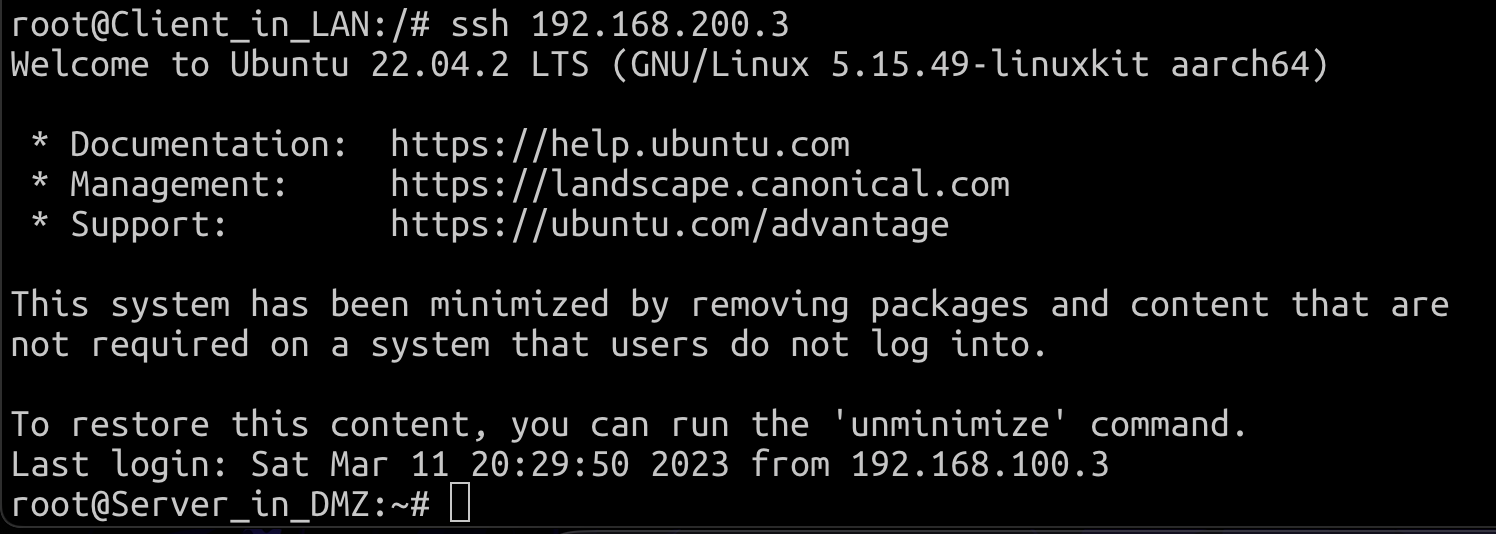 root@Client_in_LAN:/# ssh 192.168.200.3
Welcome to Ubuntu 22.04.2 LTS (GNU/Linux 5.15.49-linuxkit aarch64)
* Documentation:  https://help.ubuntu.com
* Management:     https://landscape.canonical.com
* Support:        https://ubuntu.com/advantage
This system has been minimized by removing packages and content that are
not required on a system that users do not log into.
To restore this content, you can run the 'unminimize' command.
Last login: Sat Mar 11 20:29:50 2023 from 192.168.100.3
root@Server_in_DMZ:~#